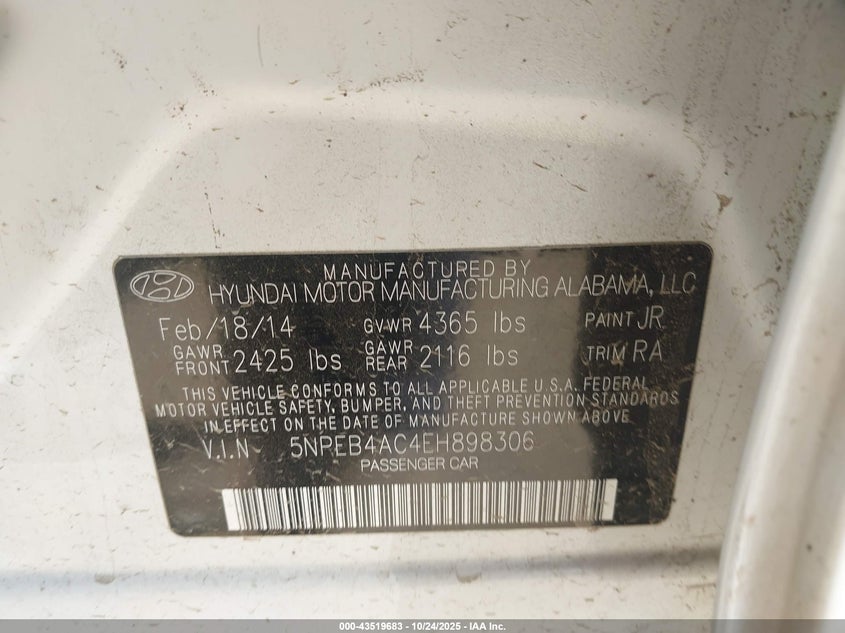 MANUFACTURED BY
HYUNDAI MOTOR MANUFACTURING ALABAMA, LLC
Feb/18/14 GVWR 4365 lbs PAINT JR
GAWR FRONT 2425 lbs GAWR REAR 2116 lbs TRIM RA
THIS VEHICLE CONFORMS TO ALL APPLICABLE U.S.A. FEDERAL
MOTOR VEHICLE SAFETY, BUMPER, AND THEFT PREVENTION STANDARDS
IN EFFECT ON THE DATE OF MANUFACTURE SHOWN ABOVE
V.I.N 5NPEB4AC4EH898306
PASSENGER CAR
000-43519683 - 10/24/2025 - IAA Inc.